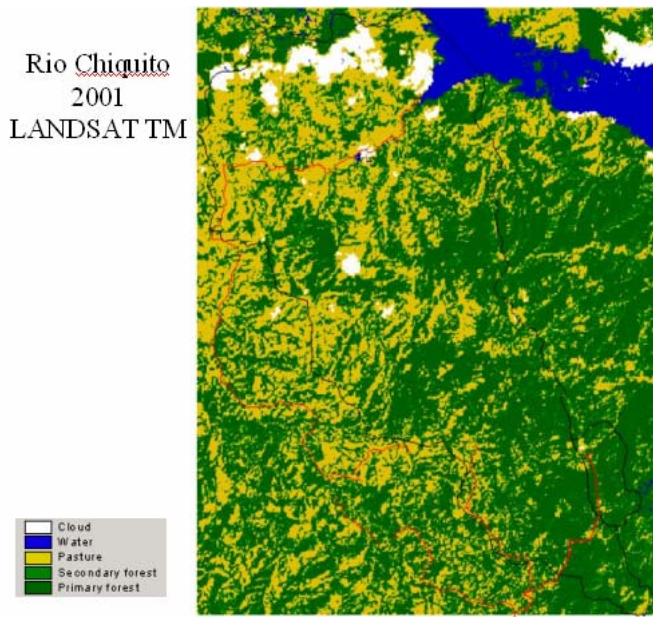 Rio Chiquito
2001
LANDSAT TM
Cloud
Water
Pasture
Secondary forest
Primary forest